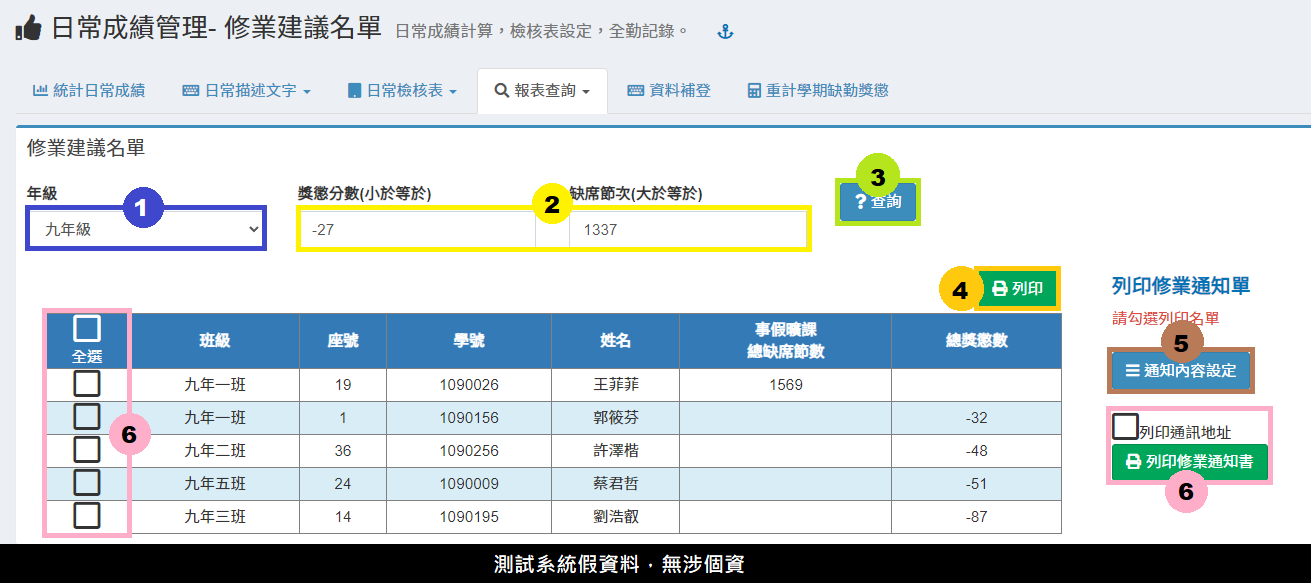 日常成績管理- 修業建議名單 日常成績計算，檢核表設定，全勤記錄。
統計日常成績 日常描述文字 日常檢核表 報表查詢 資料補登 重計學期缺勤獎懲
修業建議名單
年級 獎懲分數(小於等於) 缺席節次(大於等於)
1 2 3
九年級 -27 1337 ?查詢
4 列印
列印修業通知單
請勾選列印名單
全選 班級 座號 學號 姓名 事假曠課 總獎懲數
總缺席節數
5
通知內容設定
九年一班 19 1090026 王菲菲 1569
九年一班 1 1090156 郭筱芬 -32
6
列印通訊地址
九年二班 36 1090256 許澤楷 -48
列印修業通知書
九年五班 24 1090009 蔡君哲 -51
6
九年三班 14 1090195 劉浩叡 -87
測試系統假資料．無涉個資